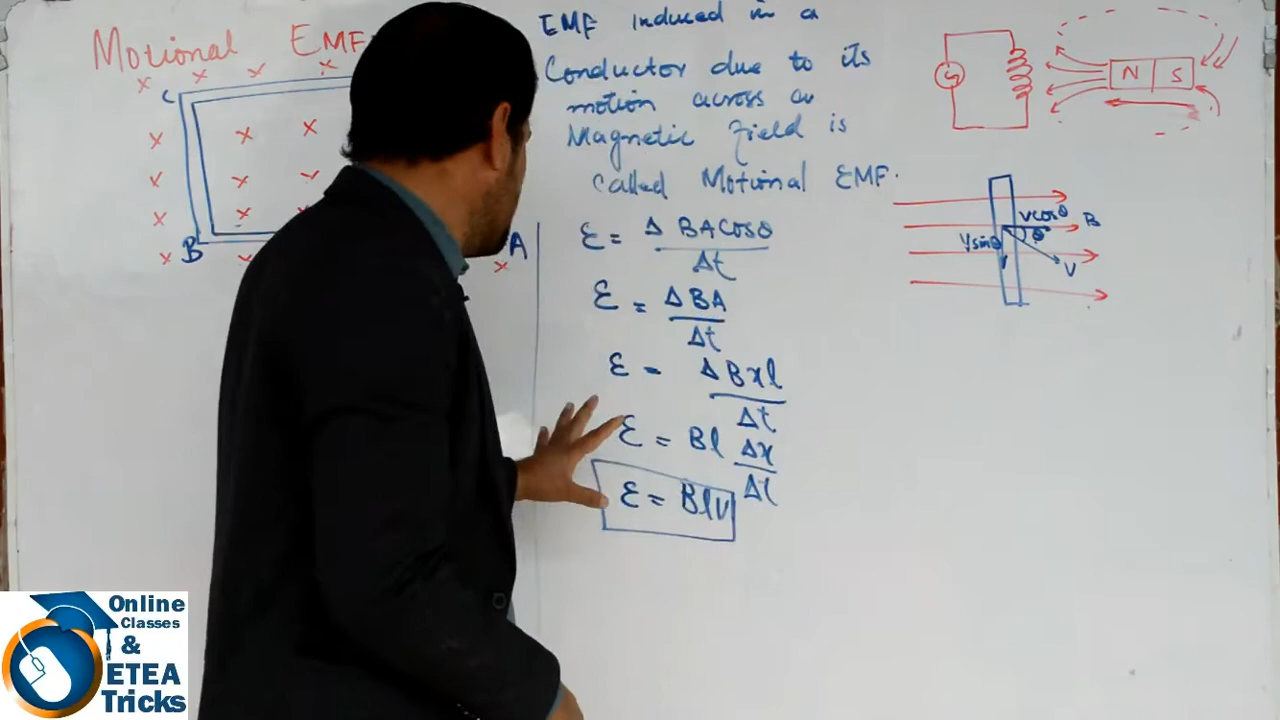 Motional EMF
EMF induced in a
Conductor due to its
motion across a
Magnetic field is
called Motional EMF.
ε = Δ BACosθ
Δt
ε = ΔBA
Δt
ε = ΔBxl
Δt
ε = Bl Δx
Δt
ε = Blv
C
B
A
G
N S
B
vcosθ
θ
Vsinθ
V
Online
Classes
&
ETEA
Tricks